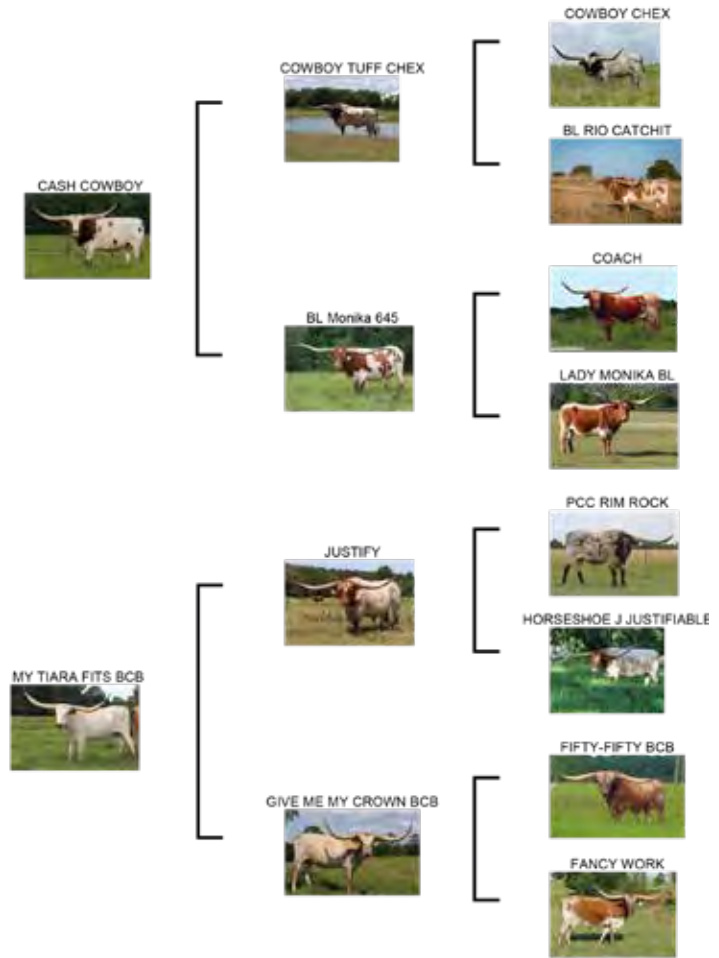 COWBOY CHEX
COWBOY TUFF CHEX
BL RIO CATCHIT
CASH COWBOY
COACH
BL Monika 645
LADY MONIKA BL
PCC RIM ROCK
JUSTIFY
HORSESHOE J JUSTIFIABLE
MY TIARA FITS BCB
FIFTY-FIFTY BCB
GIVE ME MY CROWN BCB
FANCY WORK